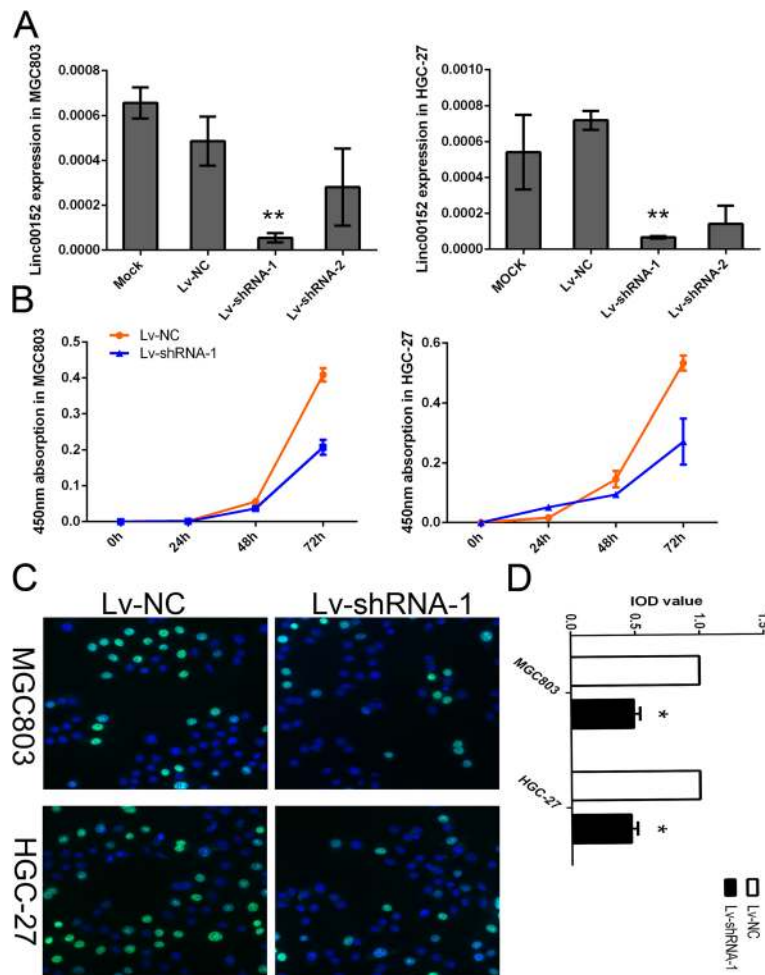 A
Linc00152 expression in MGC803
0.0008
0.0006
0.0004
0.0002
0.0000
**
Mock
Lv-NC
Lv-shRNA-1
Lv-shRNA-2
Linc00152 expression in HGC-27
0.0010
0.0008
0.0006
0.0004
0.0002
0.0000
**
MOCK
Lv-NC
Lv-shRNA-1
Lv-shRNA-2
B
450nm absorption in MGC803
0.5
0.4
0.3
0.2
0.1
0.0
Lv-NC
Lv-shRNA-1
0h
24h
48h
72h
450nm absorption in HGC-27
0.6
0.4
0.2
0.0
0h
24h
48h
72h
C
Lv-NC
Lv-shRNA-1
MGC803
HGC-27
D
IOD value
0.0
0.5
1.0
1.5
MGC803
*
HGC-27
*
Lv-NC
Lv-shRNA-1